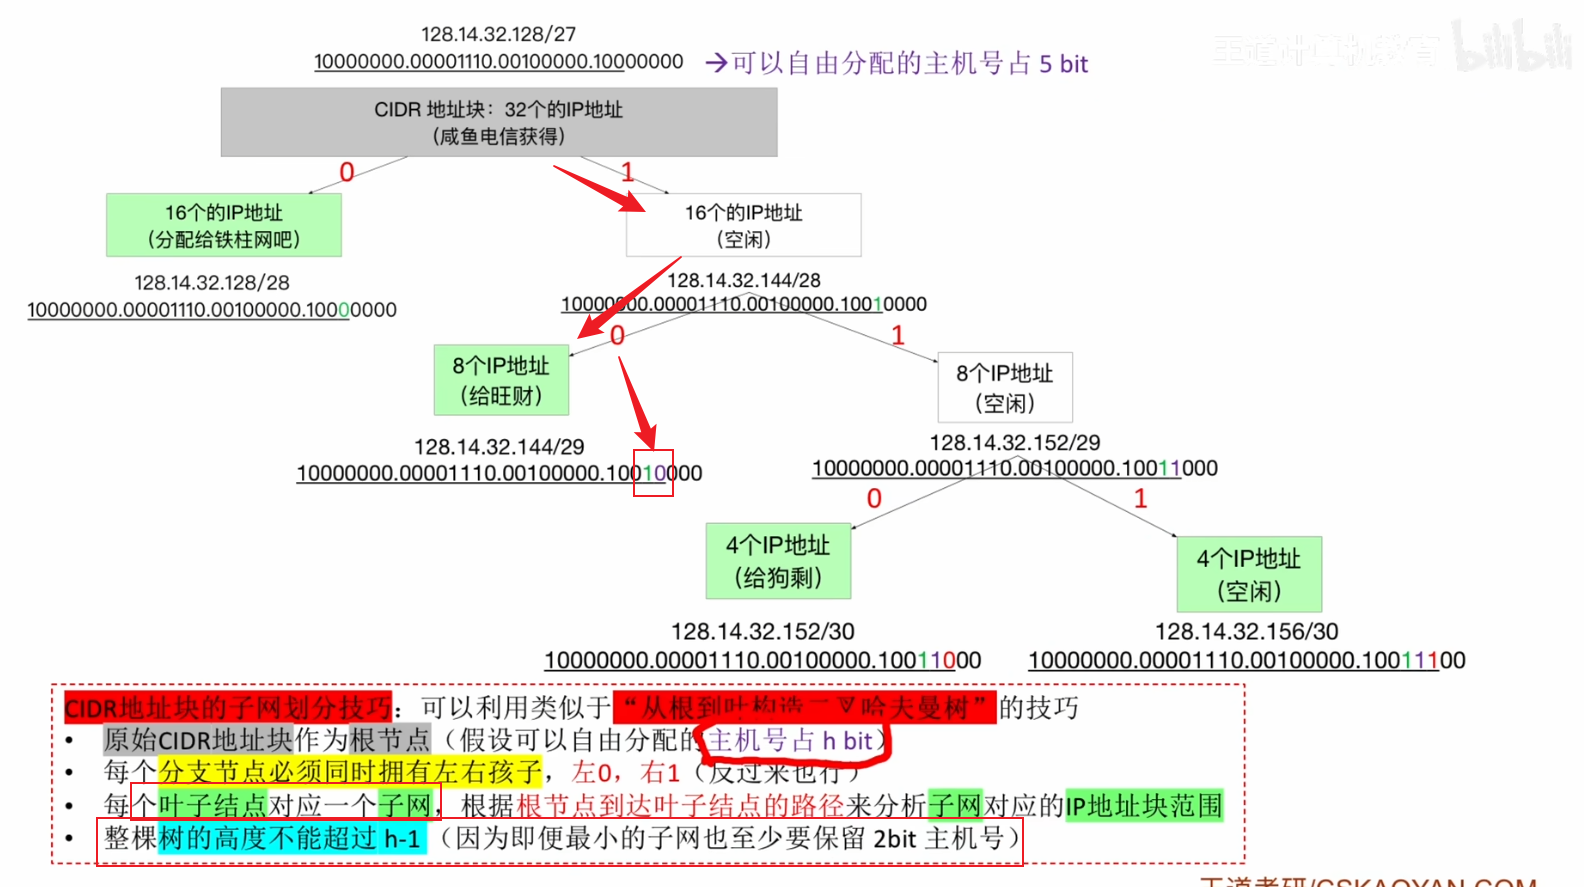 128.14.32.128/27
10000000.00001110.00100000.10000000
→可以自由分配的主机号占 5 bit
王道计算机教育 bilibili
CIDR 地址块：32个的IP地址
（咸鱼电信获得）
0
1
16个的IP地址
（分配给铁柱网吧）
16个的IP地址
（空闲）
128.14.32.128/28
10000000.00001110.00100000.10000000
128.14.32.144/28
10000000.00001110.00100000.10010000
0
1
8个IP地址
（给旺财）
8个IP地址
（空闲）
128.14.32.144/29
10000000.00001110.00100000.10010000
128.14.32.152/29
10000000.00001110.00100000.10011000
0
1
4个IP地址
（给狗剩）
4个IP地址
（空闲）
128.14.32.152/30
10000000.00001110.00100000.10011000
128.14.32.156/30
10000000.00001110.00100000.10011100
CIDR地址块的子网划分技巧：可以利用类似于“从根到叶构造二叉哈夫曼树”的技巧
• 原始CIDR地址块作为根节点（假设可以自由分配的主机号占 h bit）
• 每个分支节点必须同时拥有左右孩子，左0，右1（反过来也行）
• 每个叶子结点对应一个子网，根据根节点到达叶子结点的路径来分析子网对应的IP地址块范围
• 整棵树的高度不能超过 h-1（因为即便最小的子网也至少要保留 2bit 主机号）
王道考研/CSKAOYAN.COM